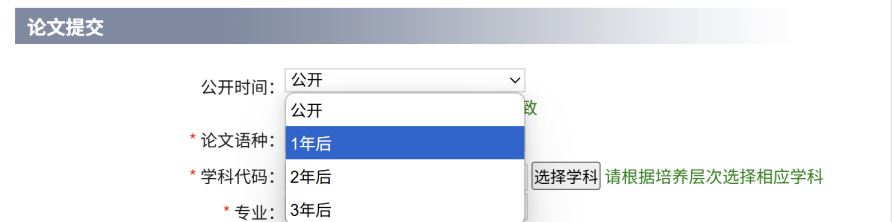 论文提交
公开时间： 公开
公开
致
* 论文语种： 1年后
* 学科代码： 2年后 选择学科 请根据培养层次选择相应学科
* 专业： 3年后